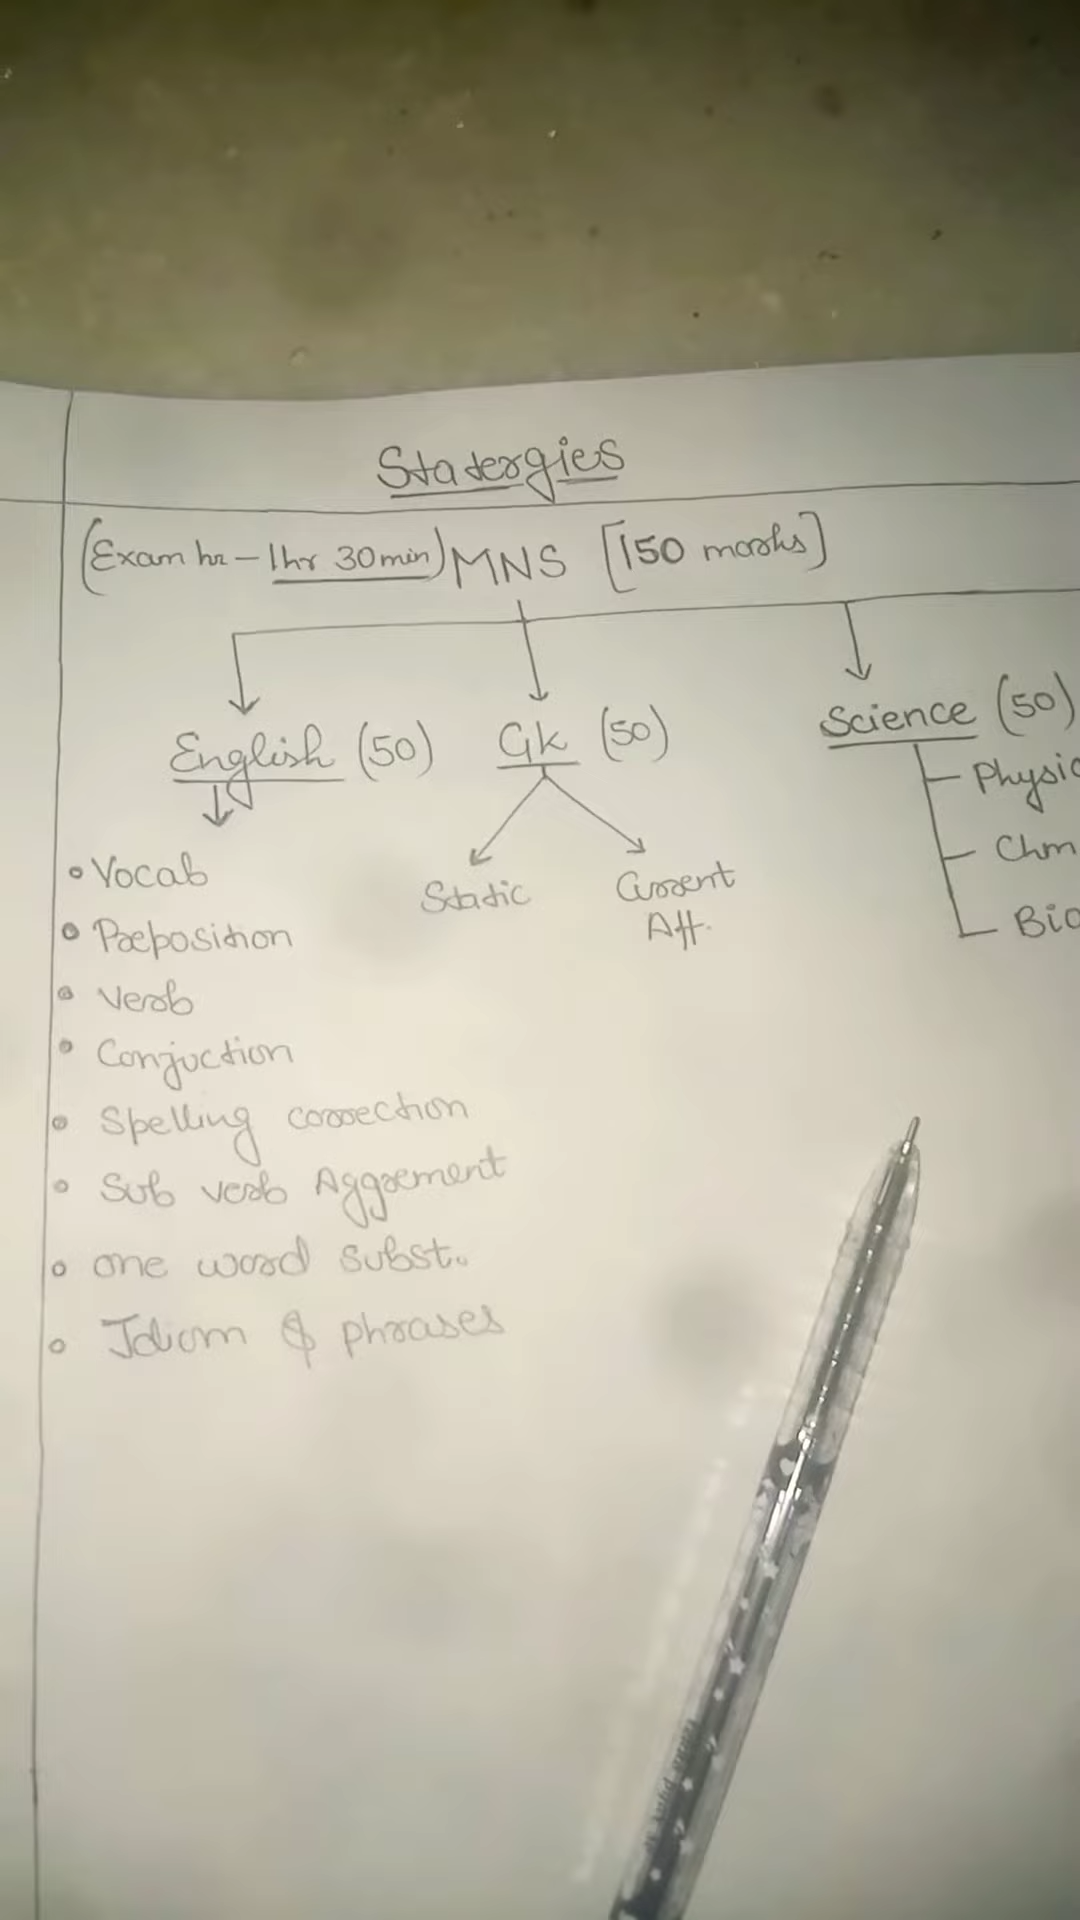 Statergies
(Exam hr - 1hr 30min) MNS [150 marks]
English (50) GK (50) Science (50)
Physic
Chm
Bio
Static Current
Aff.
• Vocab
• Preposition
• Verb
• Conjuction
• Spelling correction
• Sub verb Aggrement
• one word subst.
• Idiom & phrases